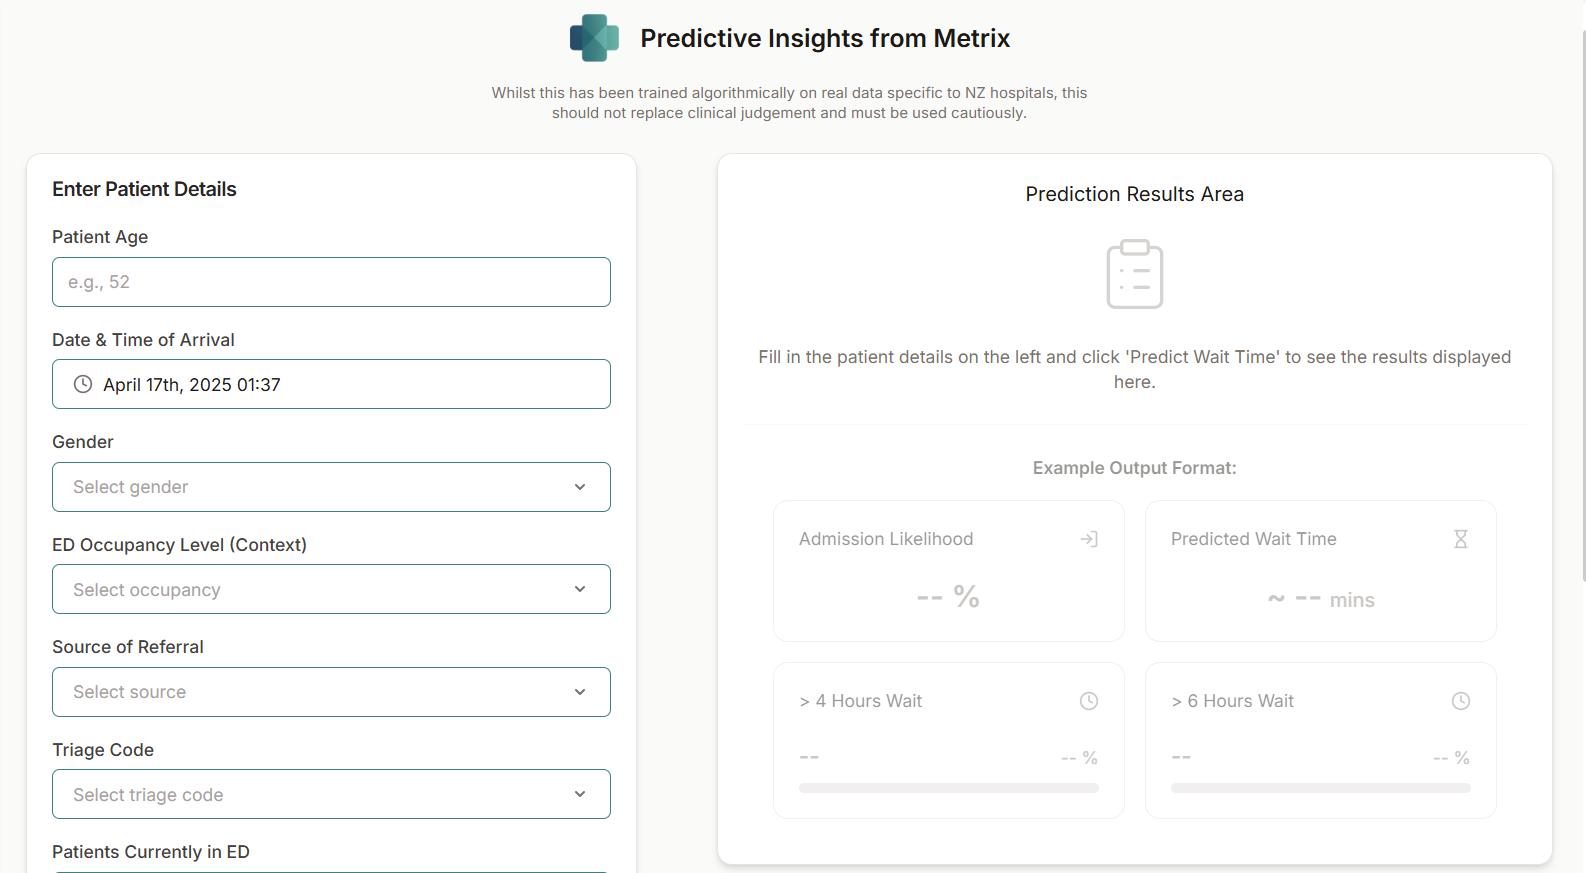 Predictive Insights from Metrix
Whilst this has been trained algorithmically on real data specific to NZ hospitals, this
should not replace clinical judgement and must be used cautiously.
Enter Patient Details
Patient Age
e.g., 52
Date & Time of Arrival
April 17th, 2025 01:37
Gender
Select gender
ED Occupancy Level (Context)
Select occupancy
Source of Referral
Select source
Triage Code
Select triage code
Patients Currently in ED
Prediction Results Area
Fill in the patient details on the left and click 'Predict Wait Time' to see the results displayed
here.
Example Output Format:
Admission Likelihood
-- %
Predicted Wait Time
~ -- mins
> 4 Hours Wait
-- -- %
> 6 Hours Wait
-- -- %